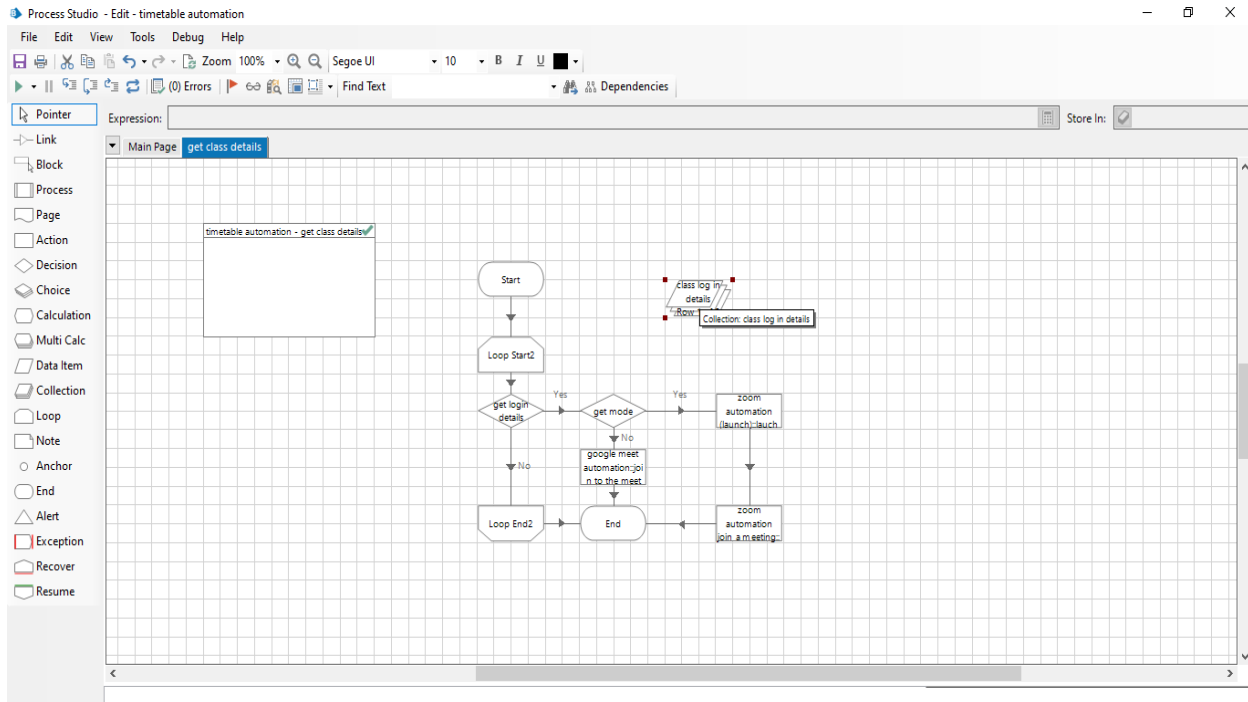 Process Studio - Edit - timetable automation
File Edit View Tools Debug Help
Zoom 100% Segoe UI 10 B I U
(0) Errors Find Text Dependencies
Pointer
Link
Block
Process
Page
Action
Decision
Choice
Calculation
Multi Calc
Data Item
Collection
Loop
Note
Anchor
End
Alert
Exception
Recover
Resume
Expression: Store In:
Main Page get class details
timetable automation - get class details
Start
class log in
details
Row
Collection: class log in details
Loop Start2
get login
details
Yes
get mode
Yes
zoom
automation
(launch)::lauch
No
No
google meet
automation::joi
n to the meet
Loop End2
End
zoom
automation
join a meeting::